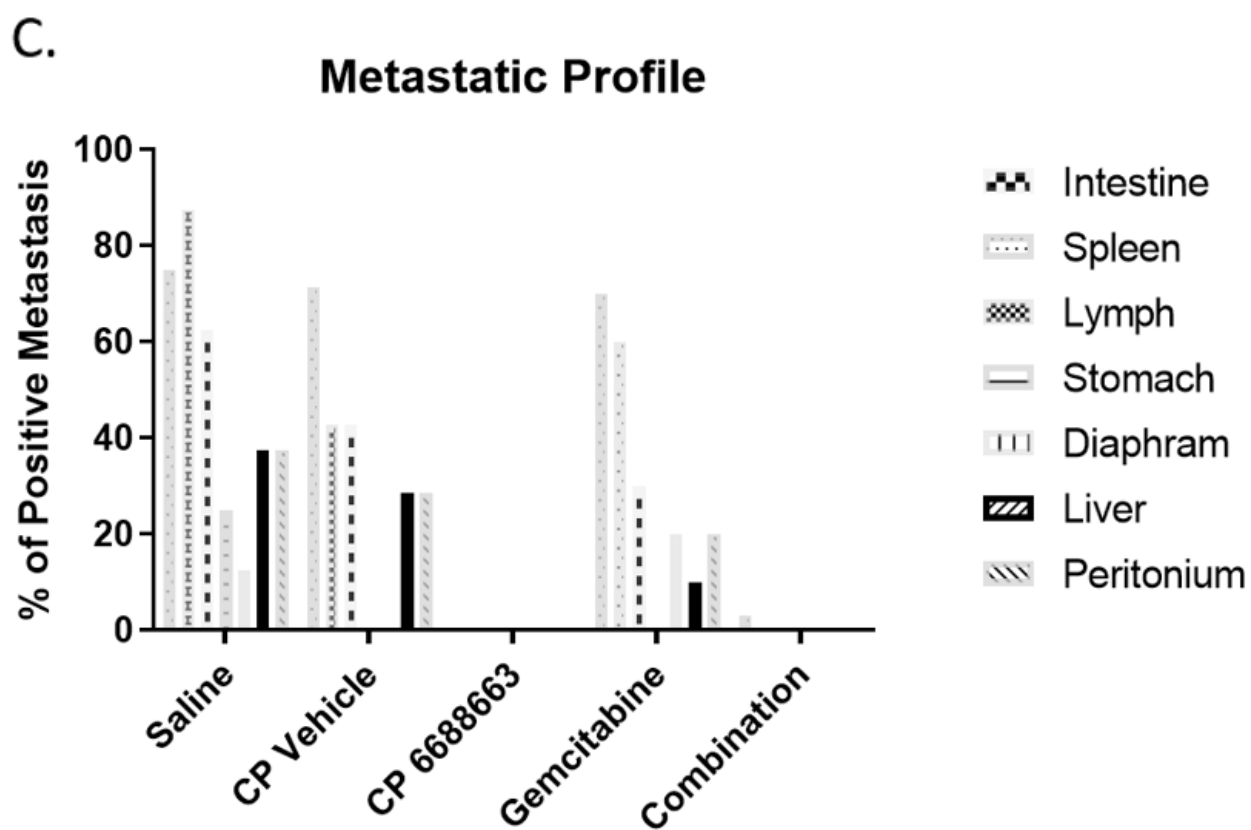 C.
Metastatic Profile
% of Positive Metastasis
100
80
60
40
20
0
Saline
CP Vehicle
CP 6688663
Gemcitabine
Combination
Intestine
Spleen
Lymph
Stomach
Diaphram
Liver
Peritonium